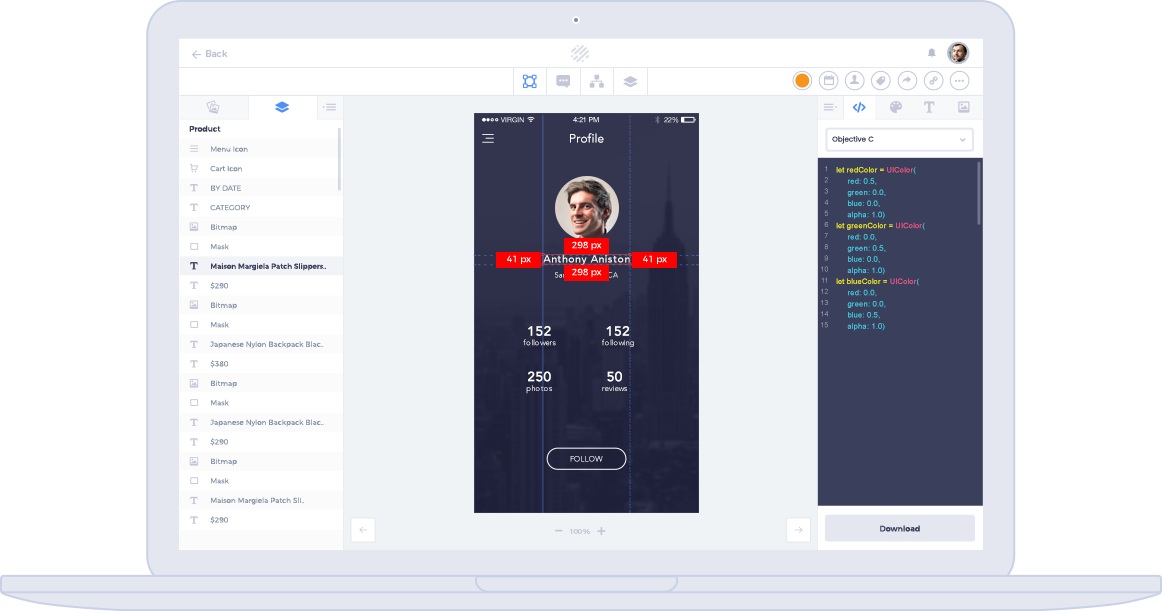 Back
Product
Menu Icon
Cart Icon
BY DATE
CATEGORY
Bitmap
Mask
Maison Margiela Patch Slippers..
$290
Bitmap
Mask
Japanese Nylon Backpack Blac..
$380
Bitmap
Mask
Japanese Nylon Backpack Blac..
$290
Bitmap
Mask
Maison Margiela Patch Sli..
$290
VIRGIN 4:21 PM 22%
Profile
298 px
41 px Anthony Aniston 41 px
298 px
CA
152 152
followers following
250 50
photos reviews
FOLLOW
100%
Objective C
1 let redColor = UIColor(
2 red: 0.5,
3 green: 0.0,
4 blue: 0.0,
5 alpha: 1.0)
6 let greenColor = UIColor(
7 red: 0.0,
8 green: 0.5,
9 blue: 0.0,
10 alpha: 1.0)
11 let blueColor = UIColor(
12 red: 0.0,
13 green: 0.0,
14 blue: 0.5,
15 alpha: 1.0)
Download